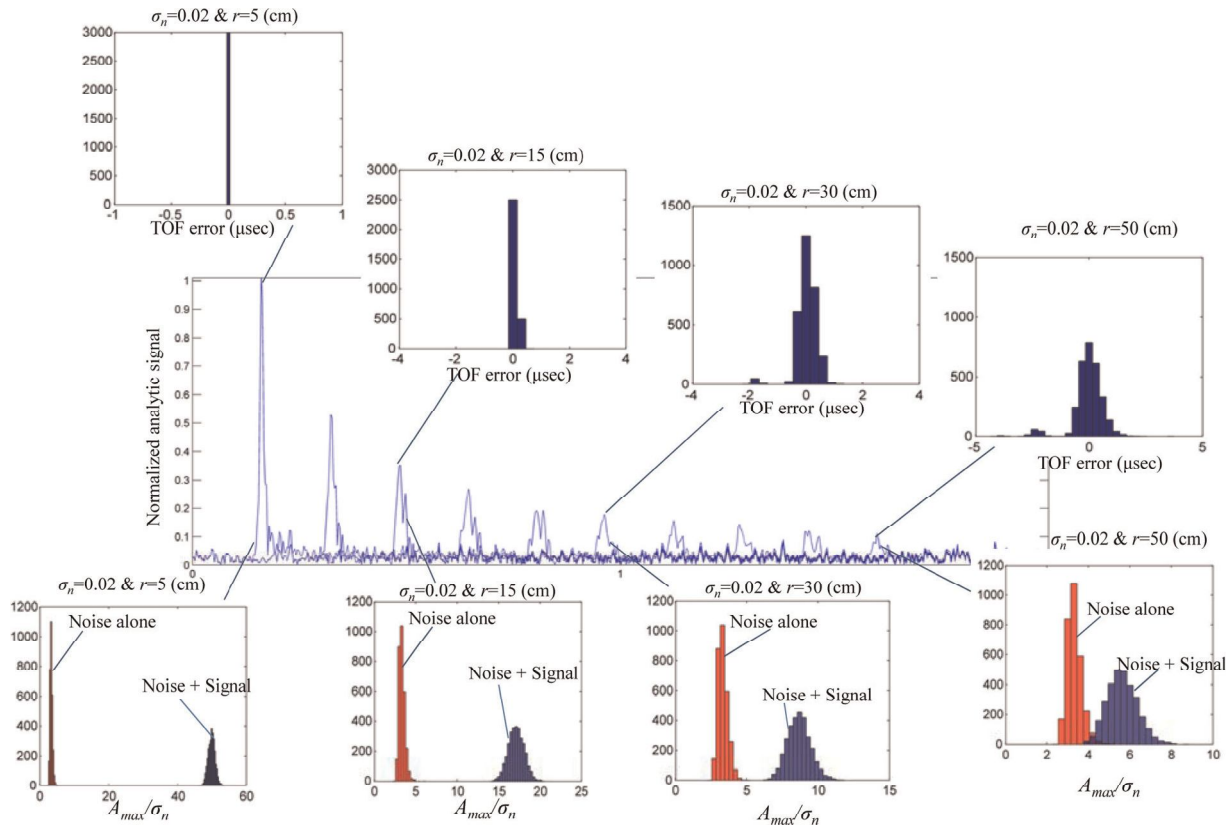 σn=0.02 & r=5 (cm)
3000
2500
2000
1500
1000
500
0
-1 -0.5 0 0.5 1
TOF error (μsec)
σn=0.02 & r=15 (cm)
3000
2500
2000
1500
1000
500
0
-4 -2 0 2 4
TOF error (μsec)
σn=0.02 & r=30 (cm)
1500
1000
500
0
-4 -2 0 2 4
TOF error (μsec)
σn=0.02 & r=50 (cm)
1500
1000
500
0
-5 0 5
TOF error (μsec)
Normalized analytic signal
1
0.9
0.8
0.7
0.6
0.5
0.4
0.3
0.2
0.1
0
0 1
σn=0.02 & r=5 (cm)
1200
1000
800
600
400
200
0
0 20 40 60
Noise alone
Noise + Signal
Amax/σn
σn=0.02 & r=15 (cm)
1200
1000
800
600
400
200
0
0 5 10 15 20 25
Noise alone
Noise + Signal
Amax/σn
σn=0.02 & r=30 (cm)
1200
1000
800
600
400
200
0
0 5 10 15
Noise alone
Noise + Signal
Amax/σn
σn=0.02 & r=50 (cm)
1200
1000
800
600
400
200
0
0 2 4 6 8 10
Noise alone
Noise + Signal
Amax/σn